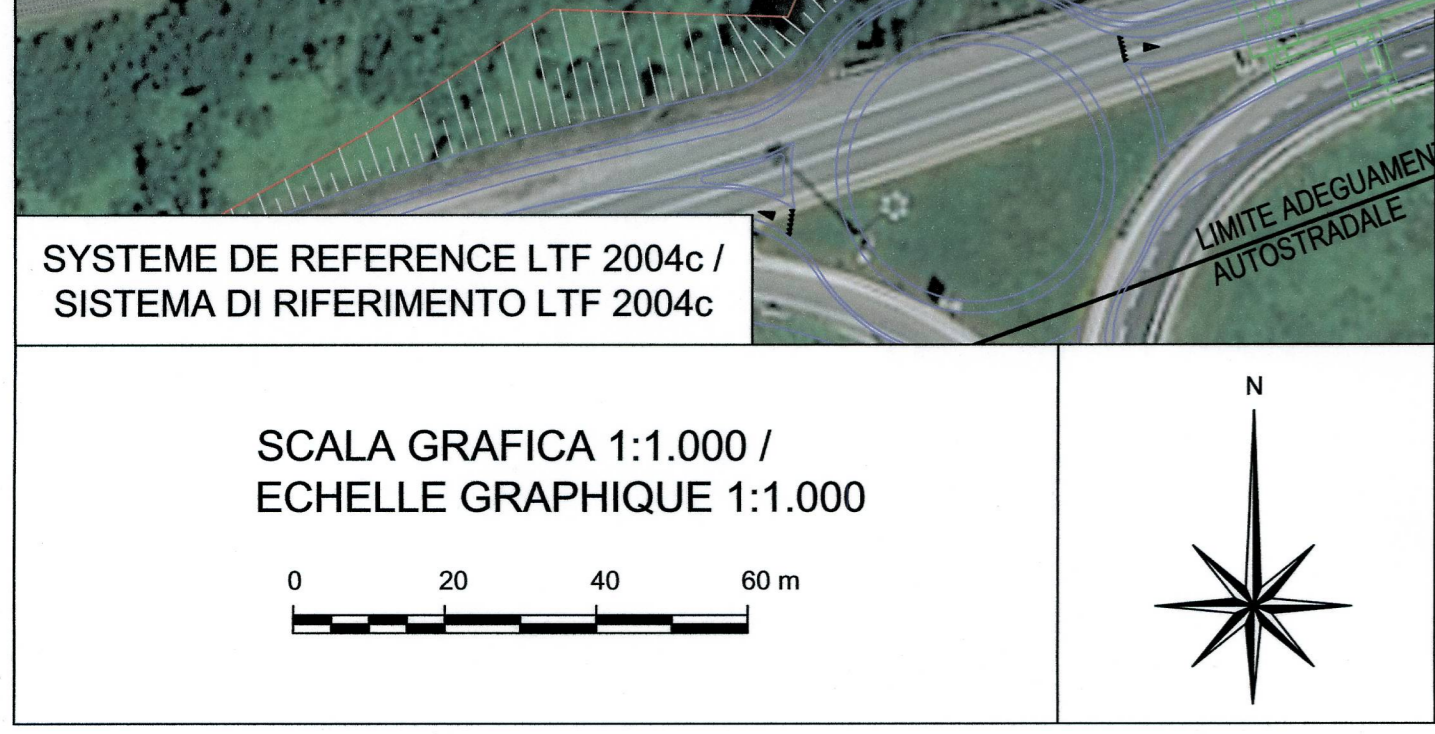 LIMITE ADEGUAMEN
AUTOSTRADALE
SYSTEME DE REFERENCE LTF 2004c /
SISTEMA DI RIFERIMENTO LTF 2004c
SCALA GRAFICA 1:1.000 /
ECHELLE GRAPHIQUE 1:1.000
0 20 40 60 m
N